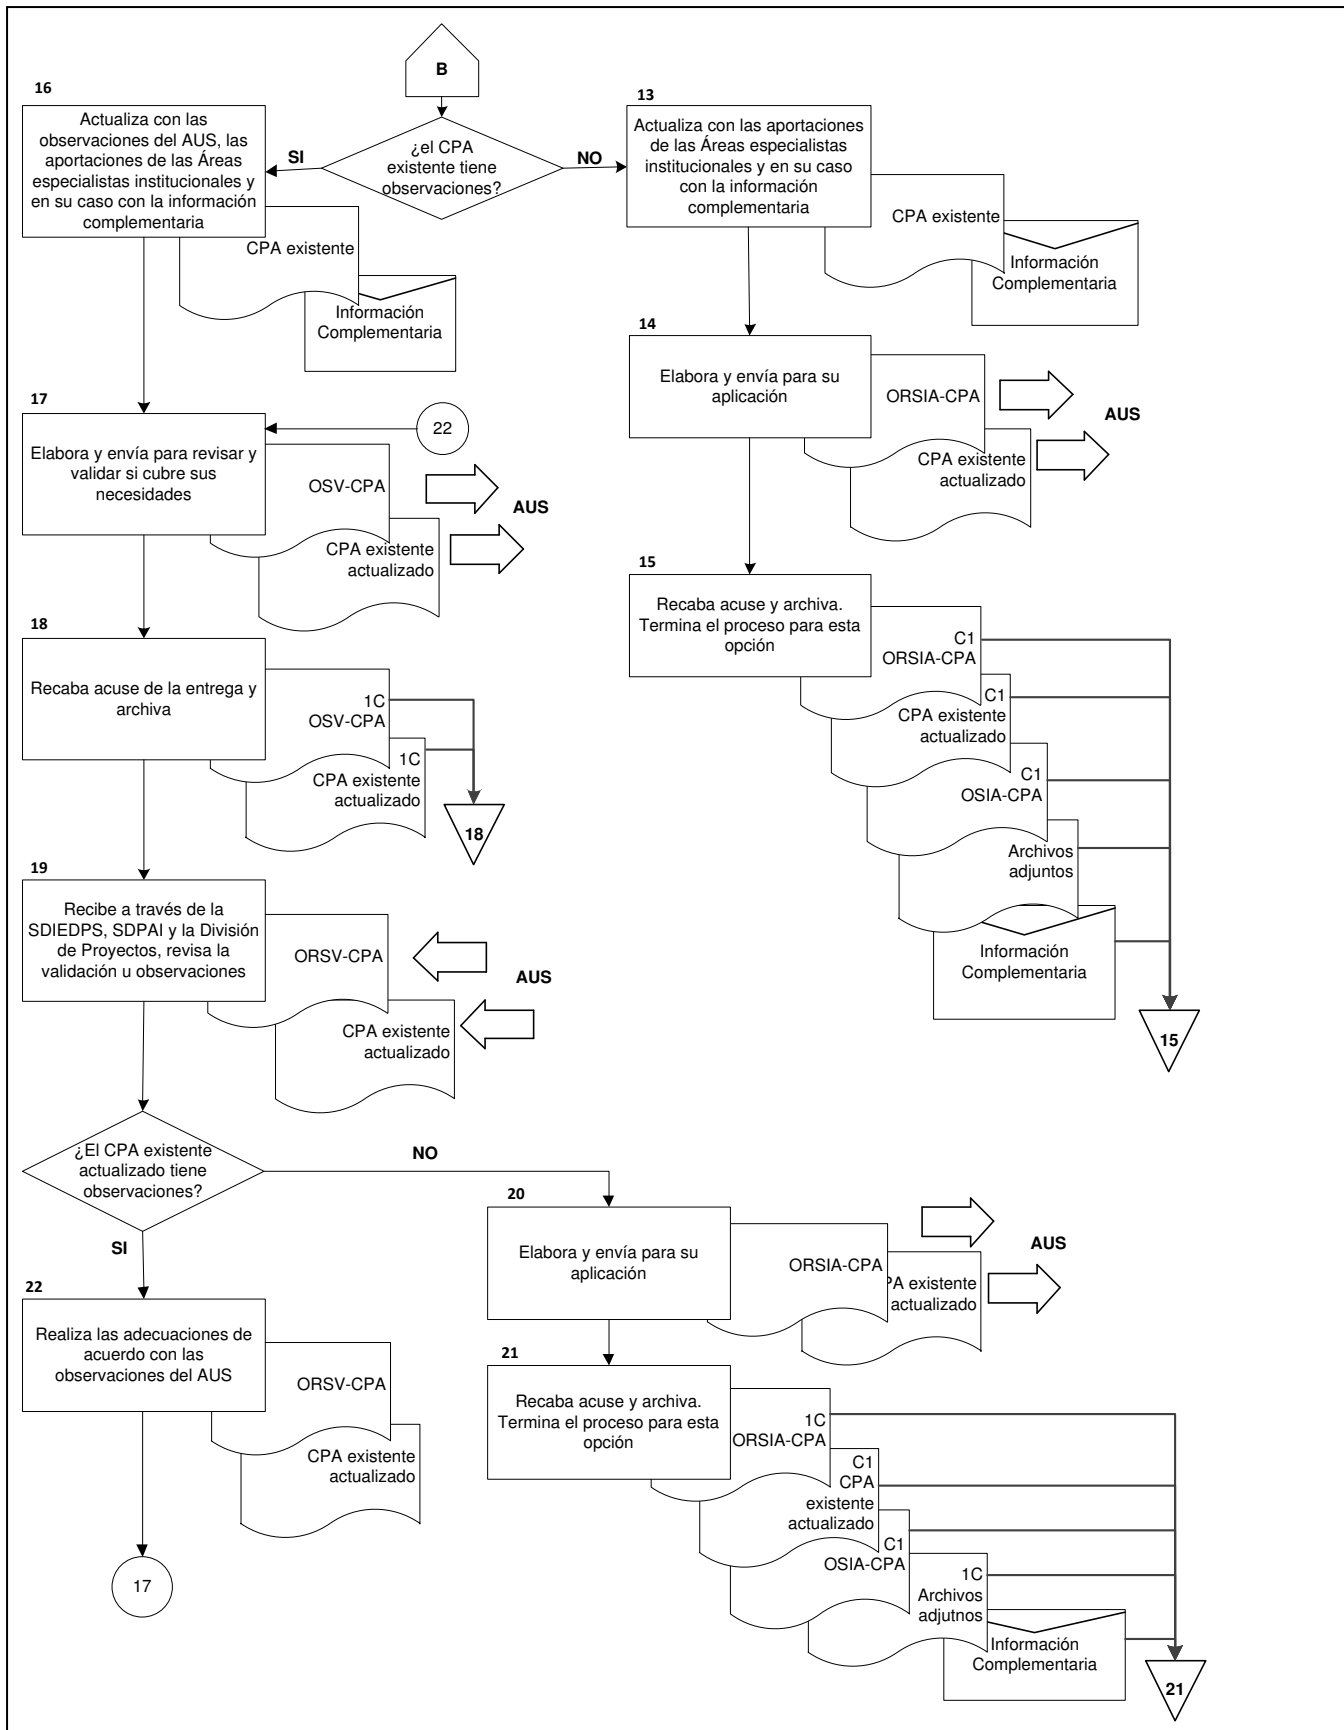 B
16
Actualiza con las
observaciones del AUS, las
aportaciones de las Áreas
especialistas institucionales y
en su caso con la información
complementaria
SI
¿el CPA
existente tiene
observaciones?
NO
13
Actualiza con las aportaciones
de las Áreas especialistas
institucionales y en su caso
con la información
complementaria
CPA existente
Información
Complementaria
CPA existente
Información
Complementaria
14
Elabora y envía para su
aplicación
ORSIA-CPA
CPA existente
actualizado
AUS
17
Elabora y envía para revisar y
validar si cubre sus
necesidades
22
OSV-CPA
CPA existente
actualizado
AUS
15
Recaba acuse y archiva.
Termina el proceso para esta
opción
C1
ORSIA-CPA
C1
CPA existente
actualizado
C1
OSIA-CPA
Archivos
adjuntos
Información
Complementaria
15
18
Recaba acuse de la entrega y
archiva
1C
OSV-CPA
1C
CPA existente
actualizado
18
19
Recibe a través de la
SDIEDPS, SDPAI y la División
de Proyectos, revisa la
validación u observaciones
ORSV-CPA
CPA existente
actualizado
AUS
¿El CPA existente
actualizado tiene
observaciones?
NO
SI
20
Elabora y envía para su
aplicación
ORSIA-CPA
PA existente
actualizado
AUS
22
Realiza las adecuaciones de
acuerdo con las
observaciones del AUS
ORSV-CPA
CPA existente
actualizado
17
21
Recaba acuse y archiva.
Termina el proceso para esta
opción
1C
ORSIA-CPA
C1
CPA
existente
actualizado
C1
OSIA-CPA
1C
Archivos
adjutnos
Información
Complementaria
21